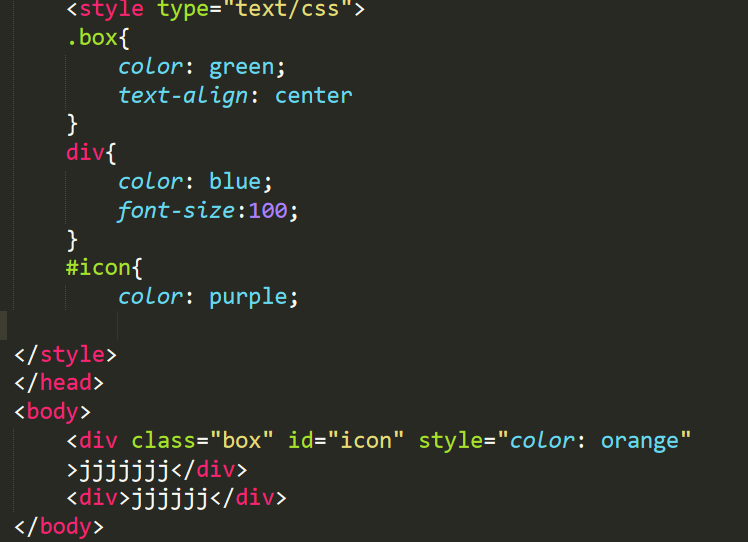 <style type="text/css">
.box{
color: green;
text-align: center
}
div{
color: blue;
font-size:100;
}
#icon{
color: purple;
</style>
</head>
<body>
<div class="box" id="icon" style="color: orange"
>jjjjjjj</div>
<div>jjjjjj</div>
</body>